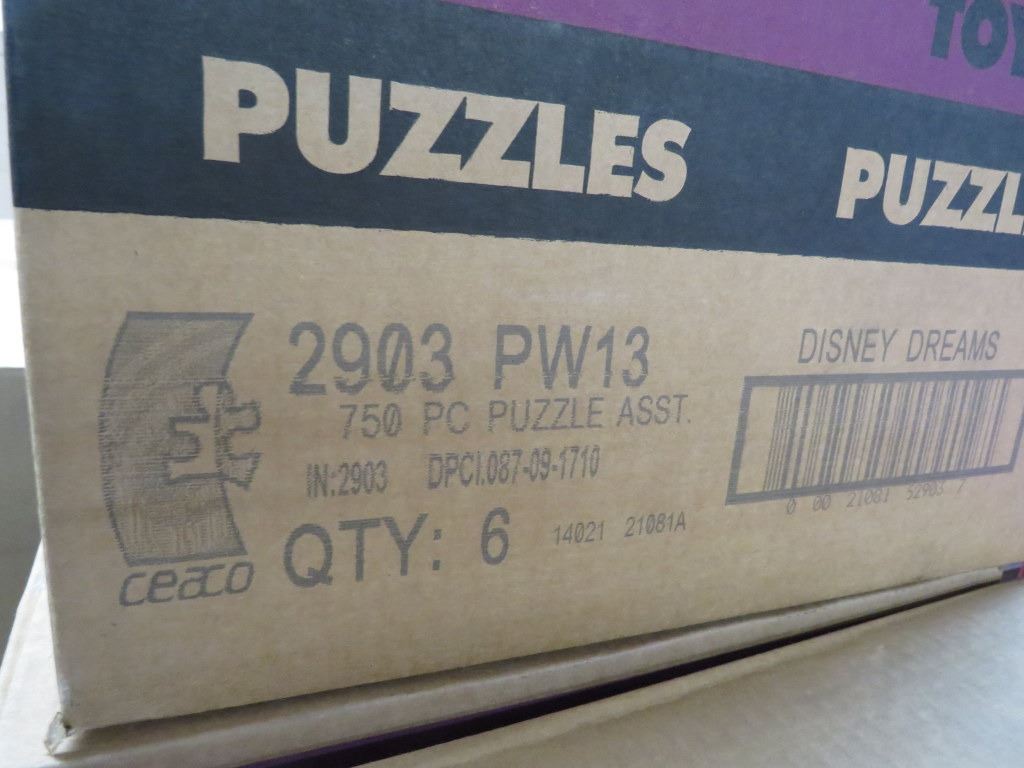 TOY
PUZZLES
PUZZL
2903 PW13
DISNEY DREAMS
750 PC PUZZLE ASST.
IN:2903 DPCI.087-09-1710
0 00 21081 52903 7
QTY: 6 14021 21081A
ceaco